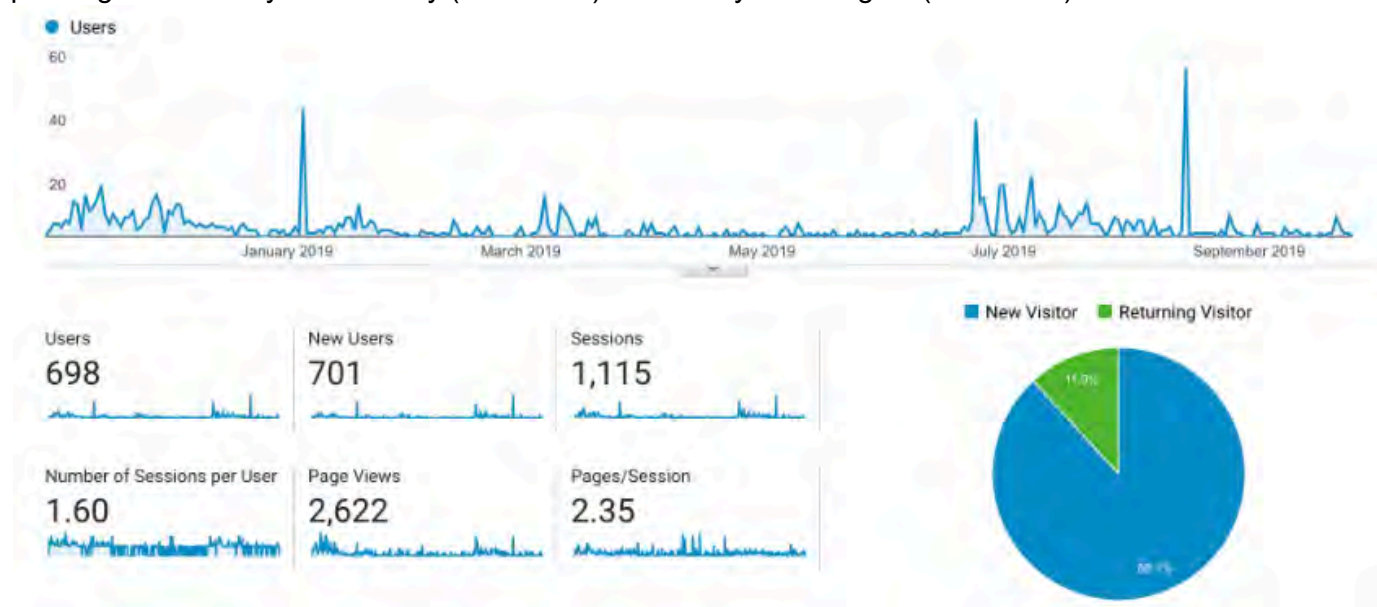 Users
60
40
20
January 2019 March 2019 May 2019 July 2019 September 2019
New Visitor Returning Visitor
Users New Users Sessions
698 701 1,115
Number of Sessions per User Page Views Pages/Session
1.60 2,622 2.35